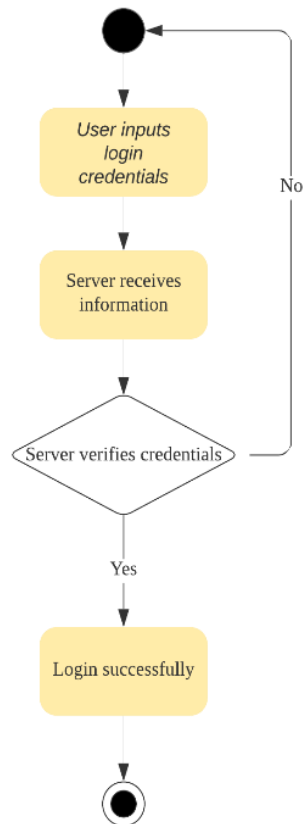 User inputs
login
credentials
No
Server receives
information
Server verifies credentials
Yes
Login successfully